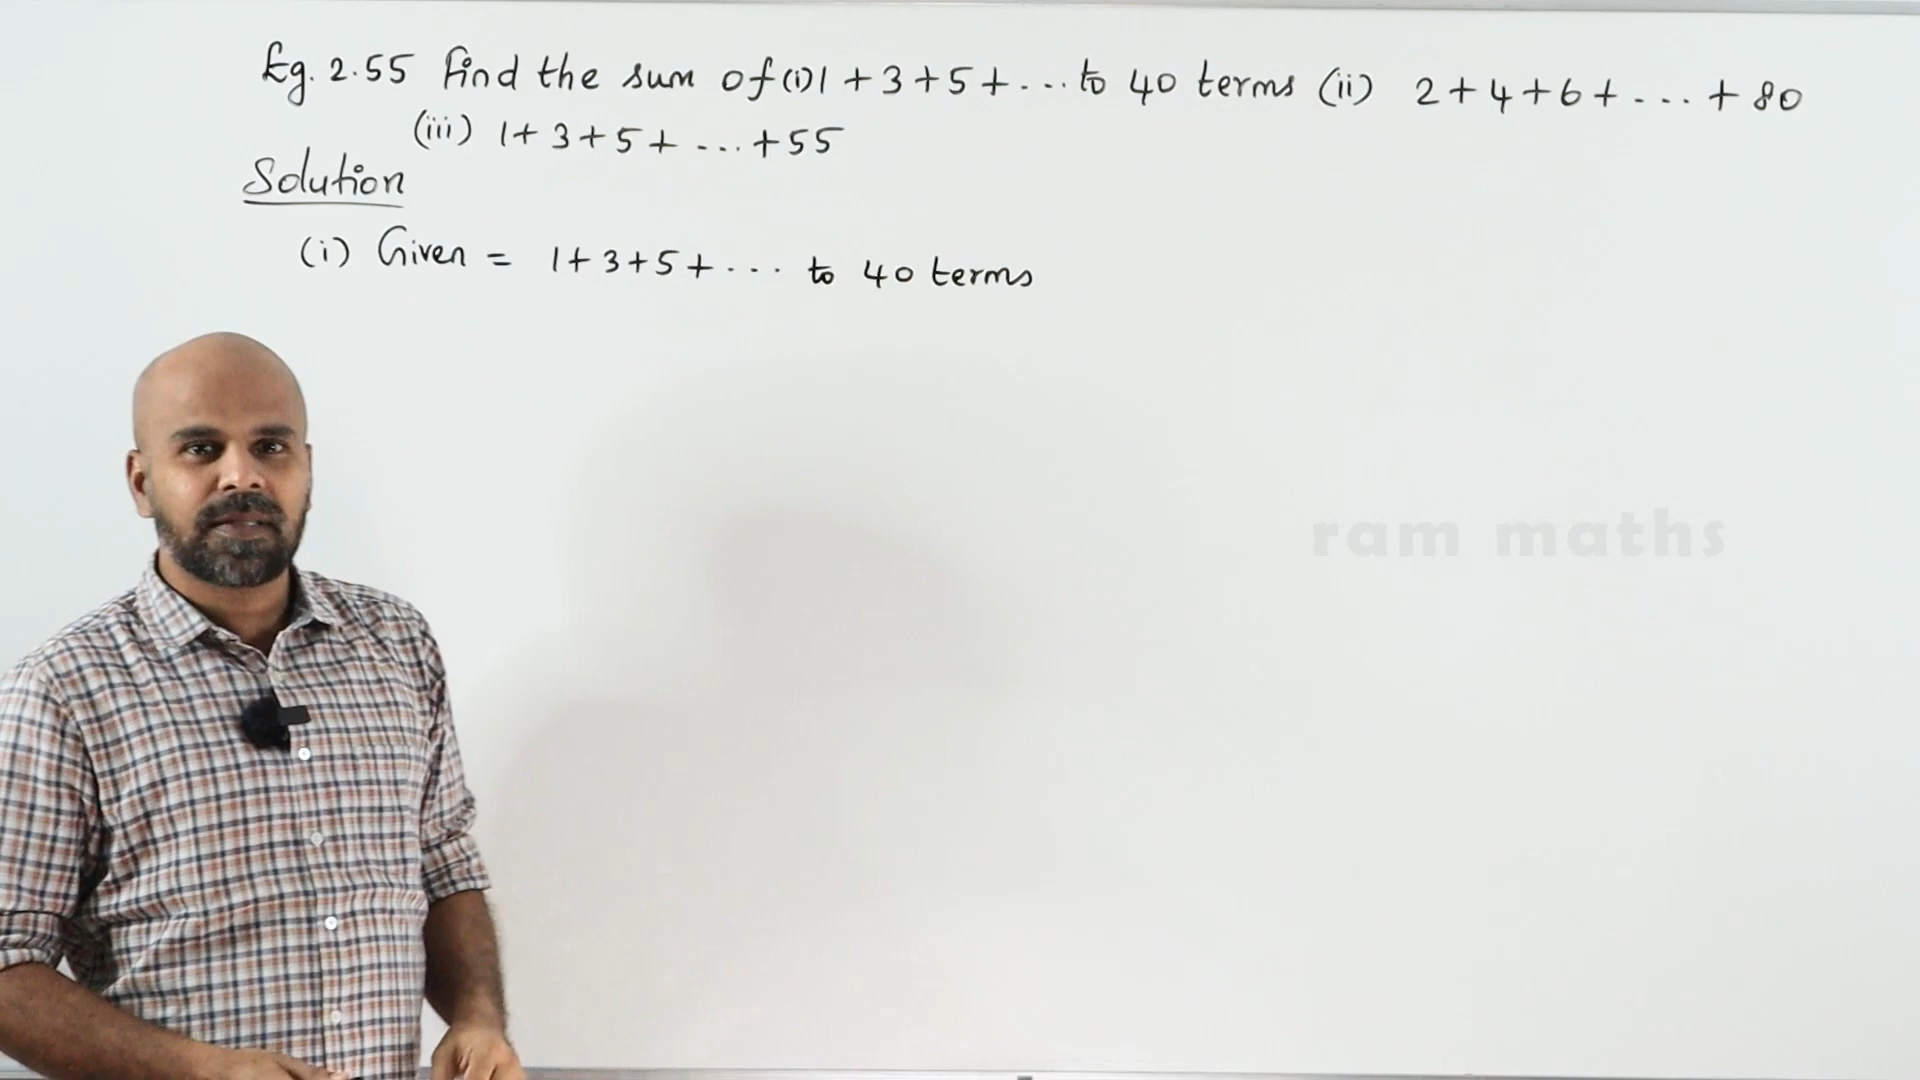 Eg. 2.55 Find the sum of (i) 1 + 3 + 5 + ... to 40 terms (ii) 2 + 4 + 6 + ... + 80
(iii) 1 + 3 + 5 + ... + 55
Solution
(i) Given = 1 + 3 + 5 + ... to 40 terms
ram maths